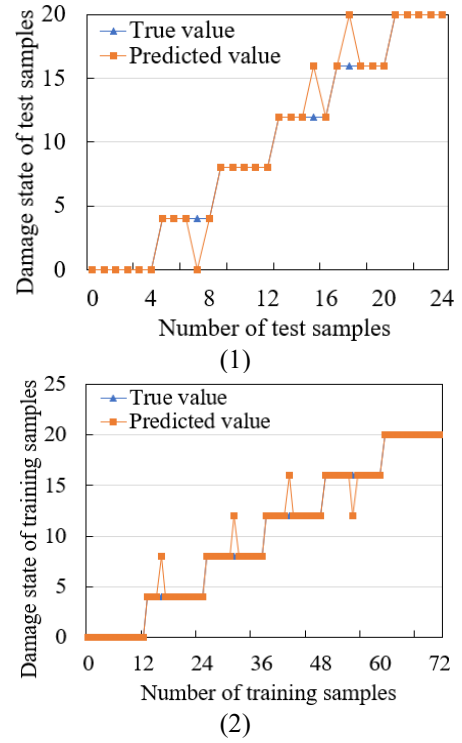 20
True value
Predicted value
15
10
5
0
Damage state of test samples
0 4 8 12 16 20 24
Number of test samples
(1)
25
True value
Predicted value
20
15
10
5
0
Damage state of training samples
0 12 24 36 48 60 72
Number of training samples
(2)